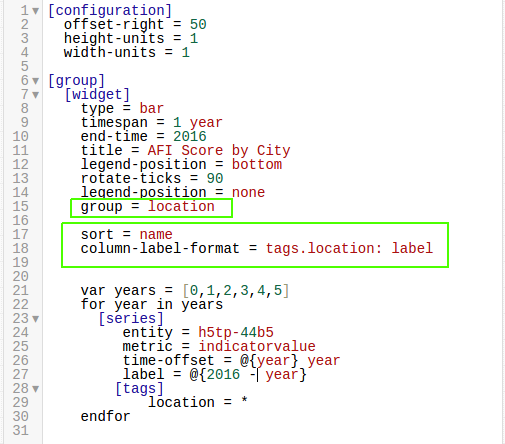 1 [configuration]
2 offset-right = 50
3 height-units = 1
4 width-units = 1
5
6 [group]
7 [widget]
8 type = bar
9 timespan = 1 year
10 end-time = 2016
11 title = AFI Score by City
12 legend-position = bottom
13 rotate-ticks = 90
14 legend-position = none
15 group = location
16
17 sort = name
18 column-label-format = tags.location: label
19
20
21 var years = [0,1,2,3,4,5]
22 for year in years
23 [series]
24 entity = h5tp-44b5
25 metric = indicatorvalue
26 time-offset = @{year} year
27 label = @{2016 - year}
28 [tags]
29 location = *
30 endfor
31